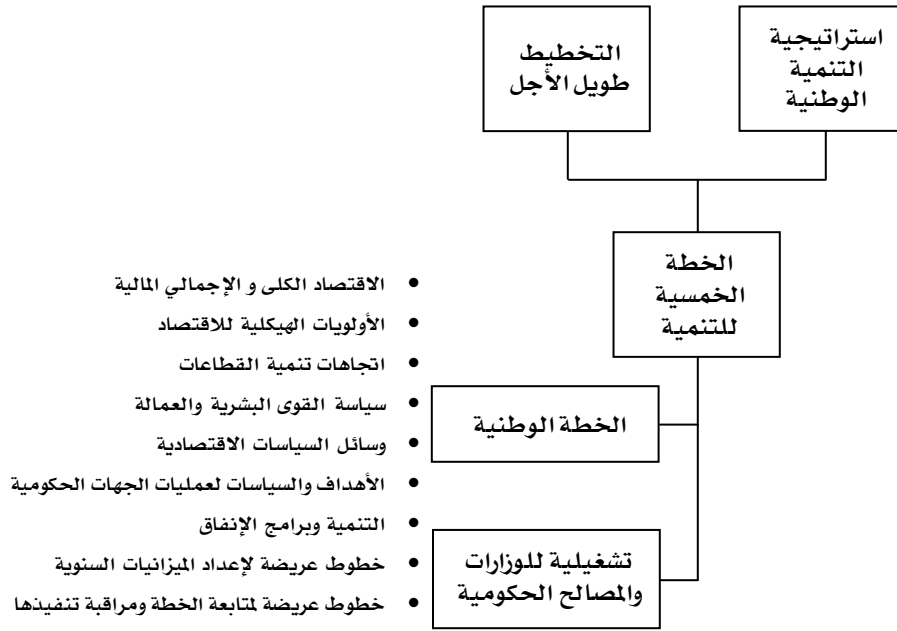 استراتيجية
التنمية
الوطنية
التخطيط
طويل الأجل
الخطة
الخمسية
للتنمية
الخطة الوطنية
تشغيلية للوزارات
والمصالح الحكومية
• الاقتصاد الكلى و الإجمالي المالية
• الأولويات الهيكلية للاقتصاد
• اتجاهات تنمية القطاعات
• سياسة القوى البشرية والعمالة
• وسائل السياسات الاقتصادية
• الأهداف والسياسات لعمليات الجهات الحكومية
• التنمية وبرامج الإنفاق
• خطوط عريضة لإعداد الميزانيات السنوية
• خطوط عريضة لمتابعة الخطة ومراقبة تنفيذها